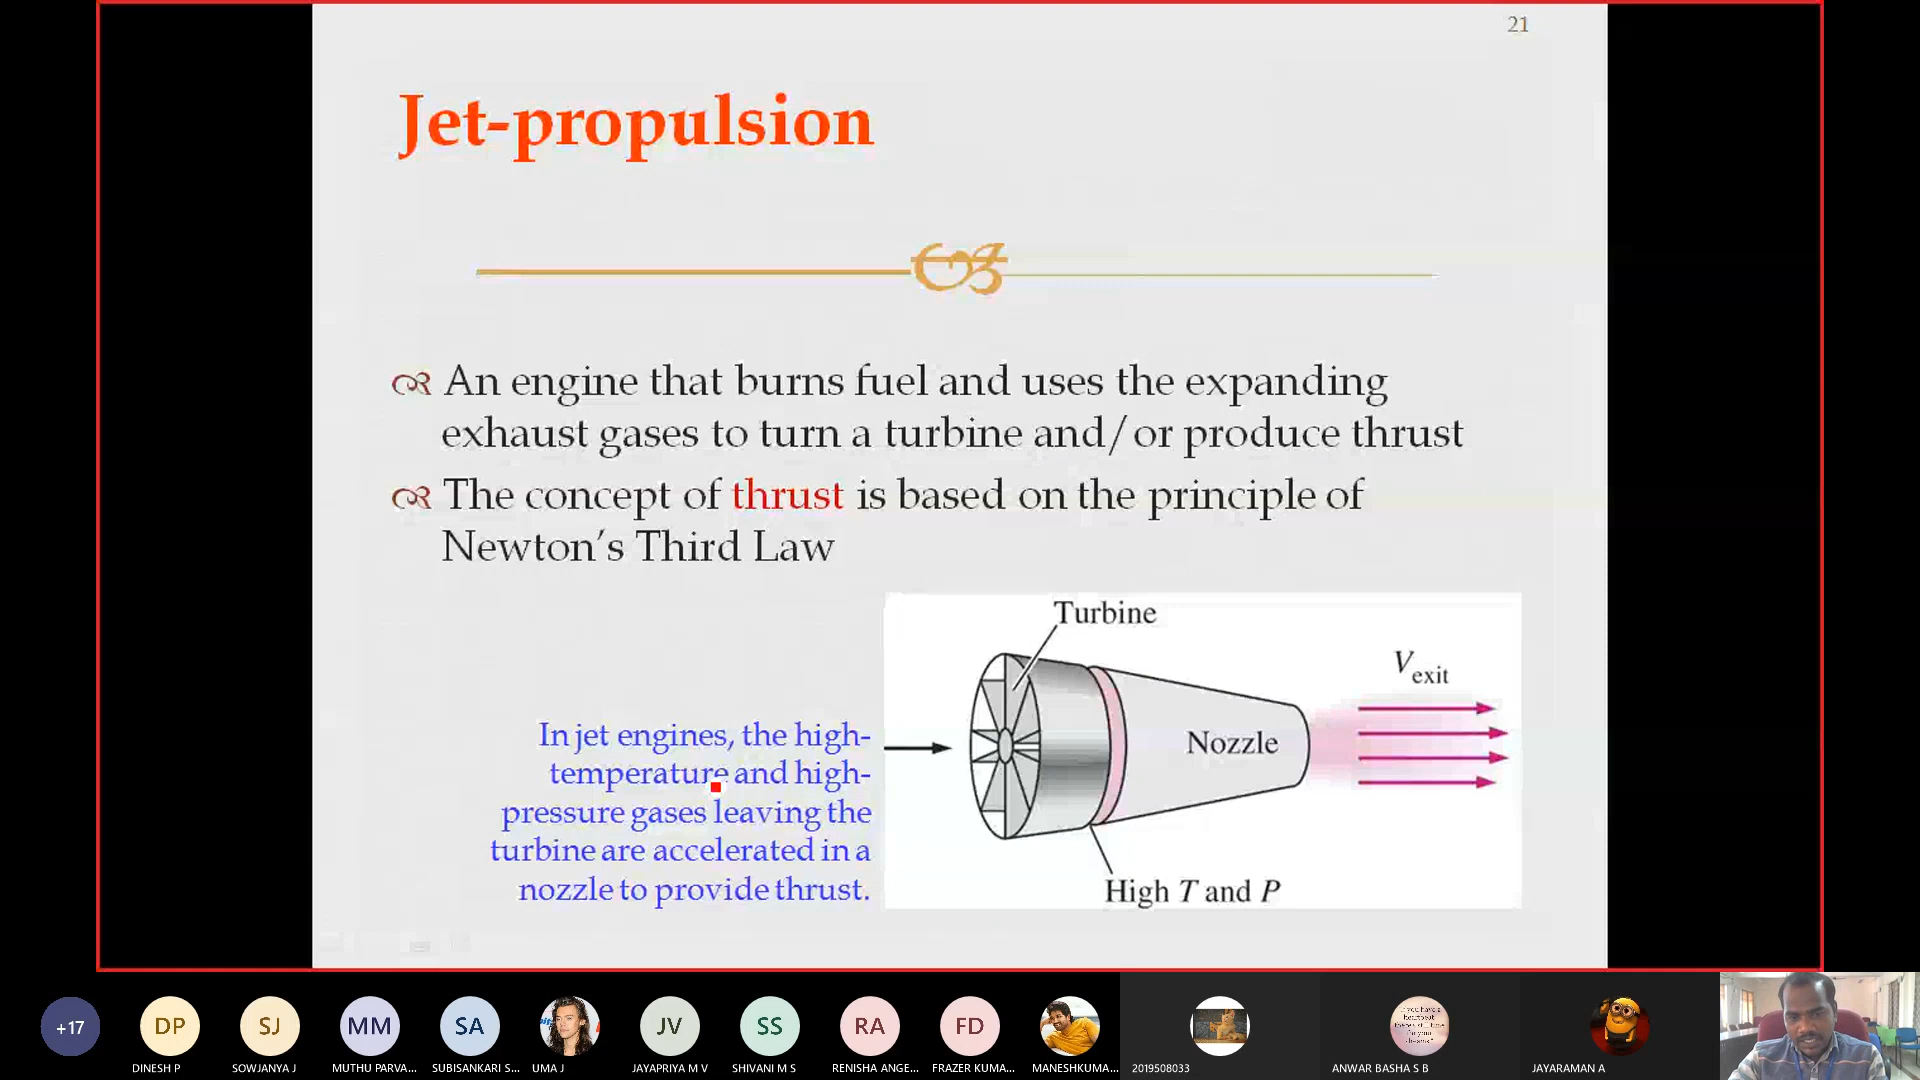 21
Jet-propulsion
An engine that burns fuel and uses the expanding
exhaust gases to turn a turbine and/or produce thrust
The concept of thrust is based on the principle of
Newton's Third Law
Turbine
V exit
In jet engines, the high-
temperature and high-
pressure gases leaving the
turbine are accelerated in a
nozzle to provide thrust.
Nozzle
High T and P
+17
DP
SJ
MM
SA
JV
SS
RA
FD
DINESH P
SOWJANYA J
MUTHU PARVA...
SUBISANKARI S...
UMA J
JAYAPRIYA M V
SHIVANI M S
RENISHA ANGE...
FRAZER KUMA...
MANESHKUMA...
2019508033
ANWAR BASHA S B
JAYARAMAN A